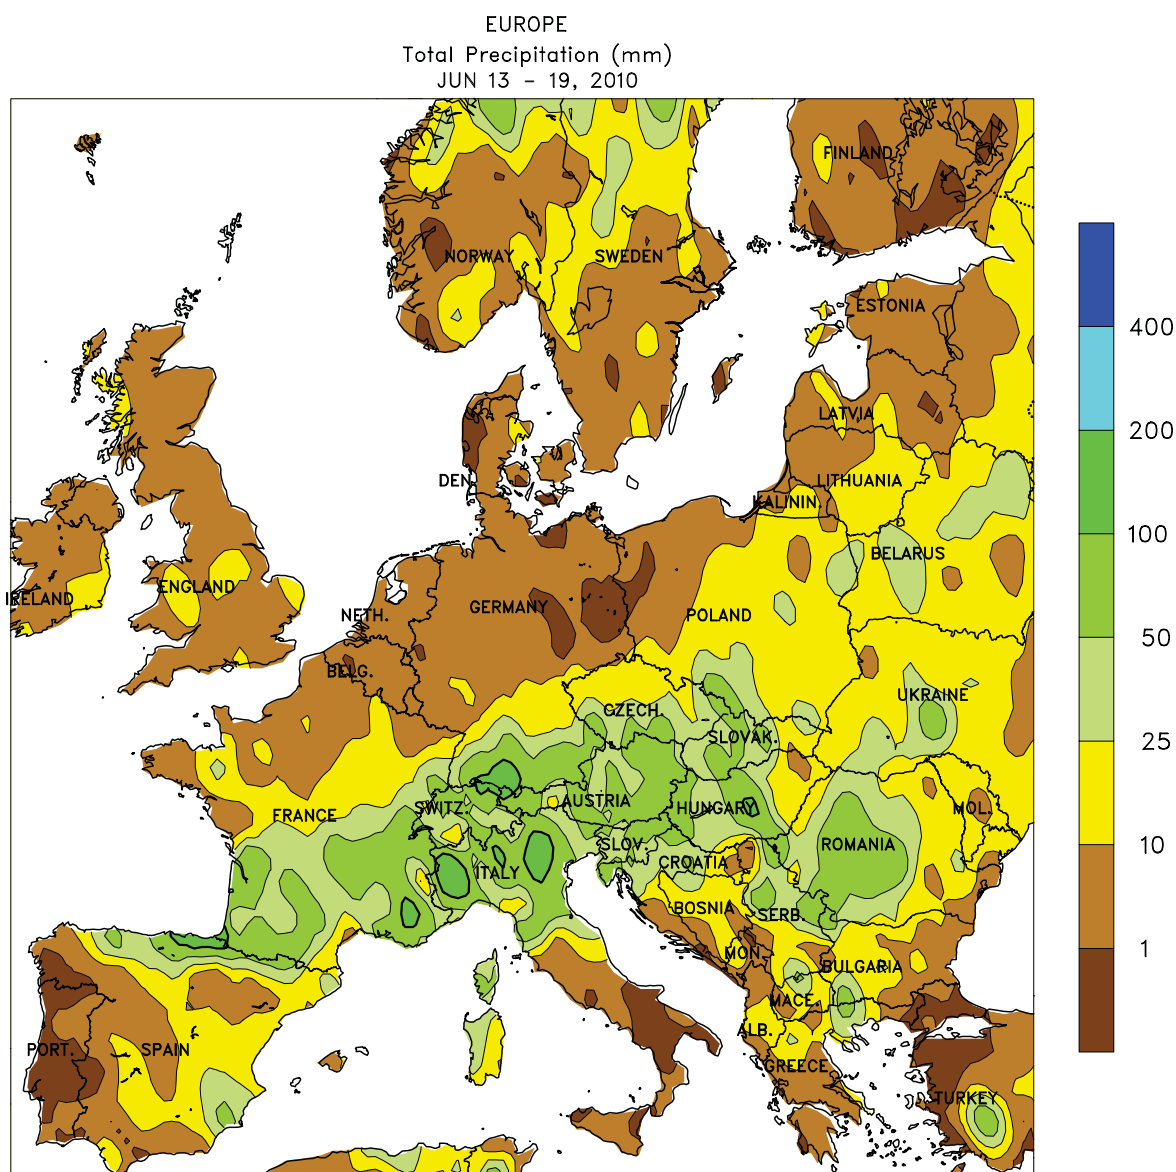 EUROPE
Total Precipitation (mm)
JUN 13 - 19, 2010
FINLAND
NORWAY
SWEDEN
ESTONIA
400
LATVIA
200
DEN.
LITHUANIA
KALININ.
100
BELARUS
ENGLAND
IRELAND
NETH.
GERMANY
POLAND
50
BELG.
UKRAINE
CZECH
SLOVAK.
25
SWITZ.
AUSTRIA
HUNGARY
MOL.
FRANCE
SLOV.
ROMANIA
10
CROATIA
ITALY
BOSNIA
SERB.
1
MON.
BULGARIA
MACE.
ALB.
PORT.
SPAIN
GREECE
TURKEY